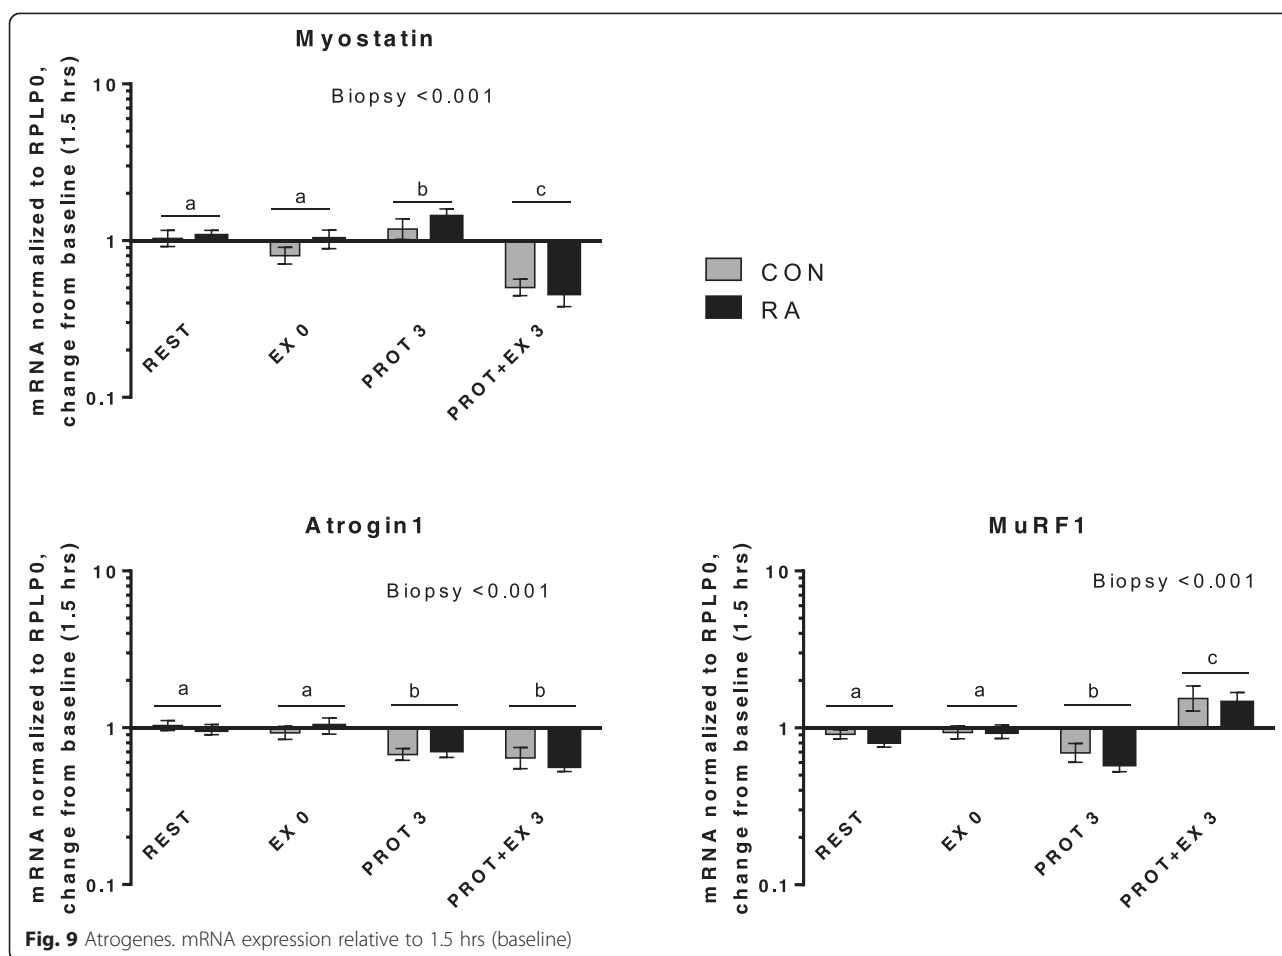 Myostatin
mRNA normalized to RPLP0,
change from baseline (1.5 hrs)
10
1
0.1
Biopsy <0.001
a
a
b
c
REST
EX 0
PROT 3
PROT+EX 3
CON
RA
Atrogin1
mRNA normalized to RPLP0,
change from baseline (1.5 hrs)
10
1
0.1
Biopsy <0.001
a
a
b
b
REST
EX 0
PROT 3
PROT+EX 3
MuRF1
mRNA normalized to RPLP0,
change from baseline (1.5 hrs)
10
1
0.1
Biopsy <0.001
a
a
b
c
REST
EX 0
PROT 3
PROT+EX 3
Fig. 9 Atrogenes. mRNA expression relative to 1.5 hrs (baseline)